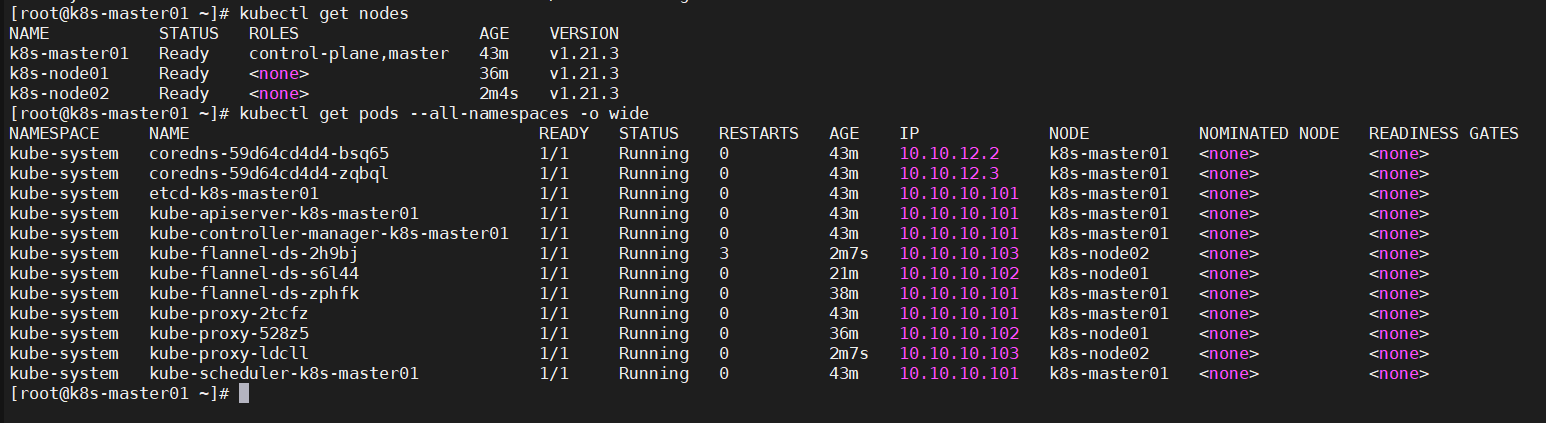 [root@k8s-master01 ~]# kubectl get nodes
NAME           STATUS   ROLES                  AGE    VERSION
k8s-master01   Ready    control-plane,master   43m    v1.21.3
k8s-node01     Ready    <none>                 36m    v1.21.3
k8s-node02     Ready    <none>                 2m4s   v1.21.3
[root@k8s-master01 ~]# kubectl get pods --all-namespaces -o wide
NAMESPACE     NAME                                   READY   STATUS    RESTARTS   AGE    IP             NODE           NOMINATED NODE   READINESS GATES
kube-system   coredns-59d64cd4d4-bsq65               1/1     Running   0          43m    10.10.12.2     k8s-master01   <none>           <none>
kube-system   coredns-59d64cd4d4-zqbql               1/1     Running   0          43m    10.10.12.3     k8s-master01   <none>           <none>
kube-system   etcd-k8s-master01                      1/1     Running   0          43m    10.10.10.101   k8s-master01   <none>           <none>
kube-system   kube-apiserver-k8s-master01            1/1     Running   0          43m    10.10.10.101   k8s-master01   <none>           <none>
kube-system   kube-controller-manager-k8s-master01   1/1     Running   0          43m    10.10.10.101   k8s-master01   <none>           <none>
kube-system   kube-flannel-ds-2h9bj                  1/1     Running   3          2m7s   10.10.10.103   k8s-node02     <none>           <none>
kube-system   kube-flannel-ds-s6l44                  1/1     Running   0          21m    10.10.10.102   k8s-node01     <none>           <none>
kube-system   kube-flannel-ds-zphfk                  1/1     Running   0          38m    10.10.10.101   k8s-master01   <none>           <none>
kube-system   kube-proxy-2tcfz                       1/1     Running   0          43m    10.10.10.101   k8s-master01   <none>           <none>
kube-system   kube-proxy-528z5                       1/1     Running   0          36m    10.10.10.102   k8s-node01     <none>           <none>
kube-system   kube-proxy-ldcll                       1/1     Running   0          2m7s   10.10.10.103   k8s-node02     <none>           <none>
kube-system   kube-scheduler-k8s-master01            1/1     Running   0          43m    10.10.10.101   k8s-master01   <none>           <none>
[root@k8s-master01 ~]#